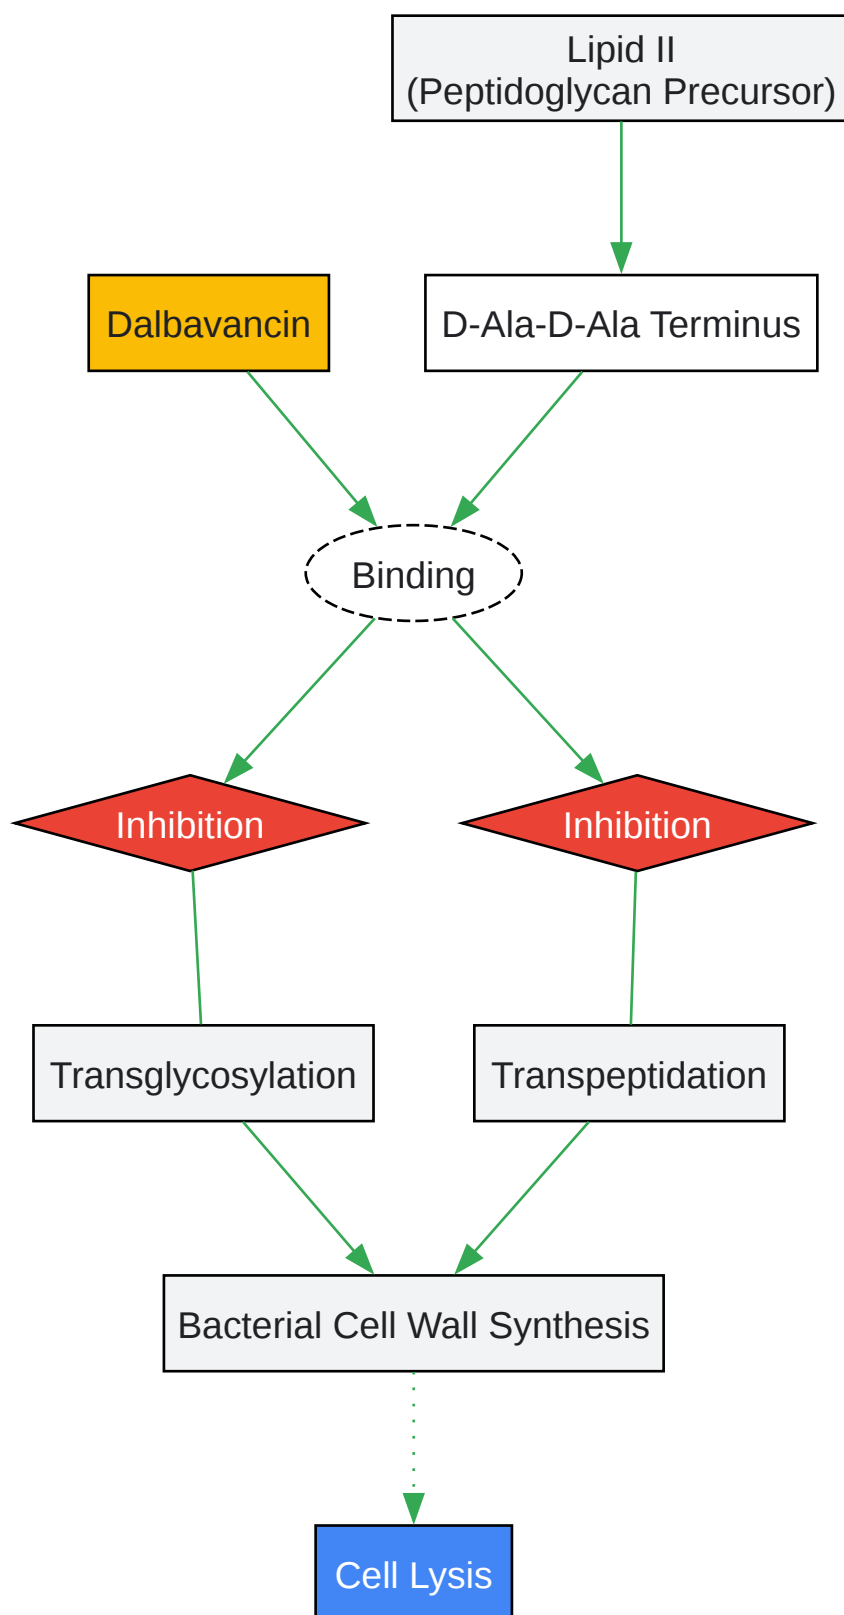 Lipid II
(Peptidoglycan Precursor)
Dalbavancin
D-Ala-D-Ala Terminus
Binding
Inhibition
Inhibition
Transglycosylation
Transpeptidation
Bacterial Cell Wall Synthesis
Cell Lysis